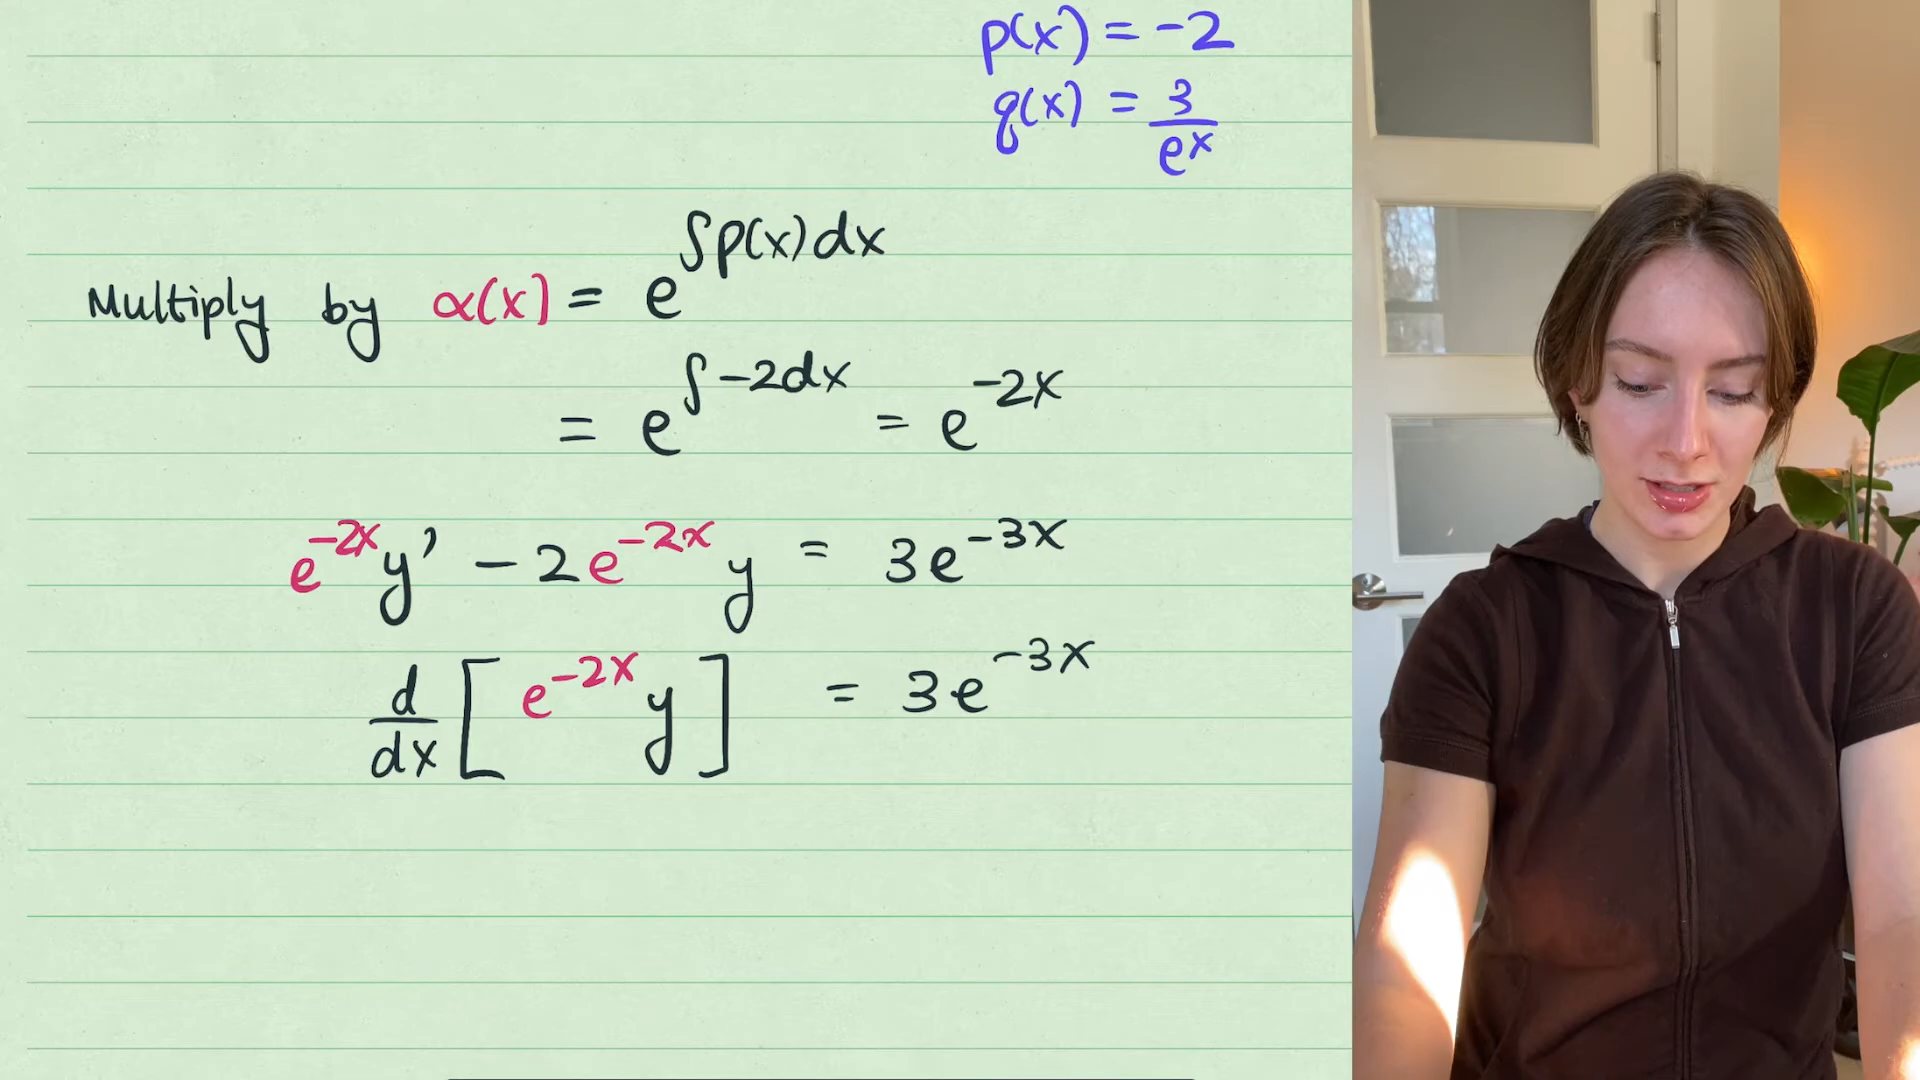 p(x) = -2
q(x) = 3/e^x
Multiply by α(x) = e^{∫p(x)dx}
= e^{∫-2dx} = e^{-2x}
e^{-2x}y' - 2e^{-2x}y = 3e^{-3x}
d/dx [e^{-2x}y] = 3e^{-3x}